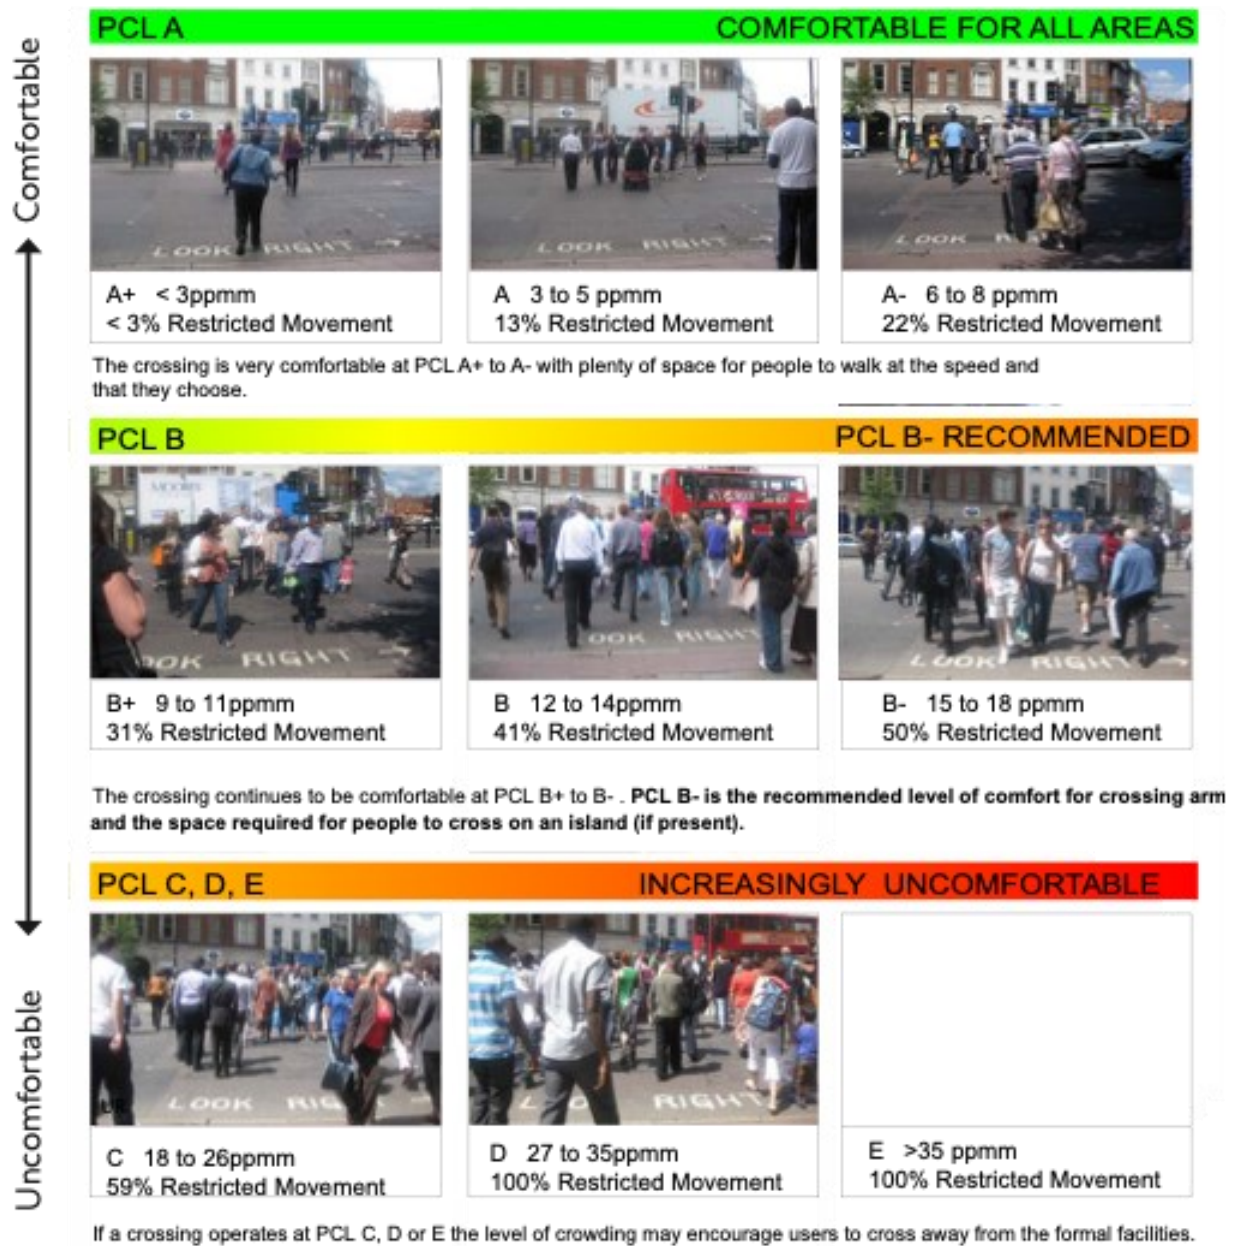 Comfortable
PCL A COMFORTABLE FOR ALL AREAS
LOOK RIGHT
LOOK RIGHT
LOOK R
A+ < 3ppmm
< 3% Restricted Movement
A 3 to 5 ppmm
13% Restricted Movement
A- 6 to 8 ppmm
22% Restricted Movement
The crossing is very comfortable at PCL A+ to A- with plenty of space for people to walk at the speed and
that they choose.
PCL B PCL B- RECOMMENDED
OOK RIGHT
OOK RIGHT
LOOK RIGHT
B+ 9 to 11ppmm
31% Restricted Movement
B 12 to 14ppmm
41% Restricted Movement
B- 15 to 18 ppmm
50% Restricted Movement
The crossing continues to be comfortable at PCL B+ to B- . PCL B- is the recommended level of comfort for crossing arm
and the space required for people to cross on an island (if present).
PCL C, D, E INCREASINGLY UNCOMFORTABLE
LOOK RIG
L RIGHT
C 18 to 26ppmm
59% Restricted Movement
D 27 to 35ppmm
100% Restricted Movement
E >35 ppmm
100% Restricted Movement
Uncomfortable
If a crossing operates at PCL C, D or E the level of crowding may encourage users to cross away from the formal facilities.